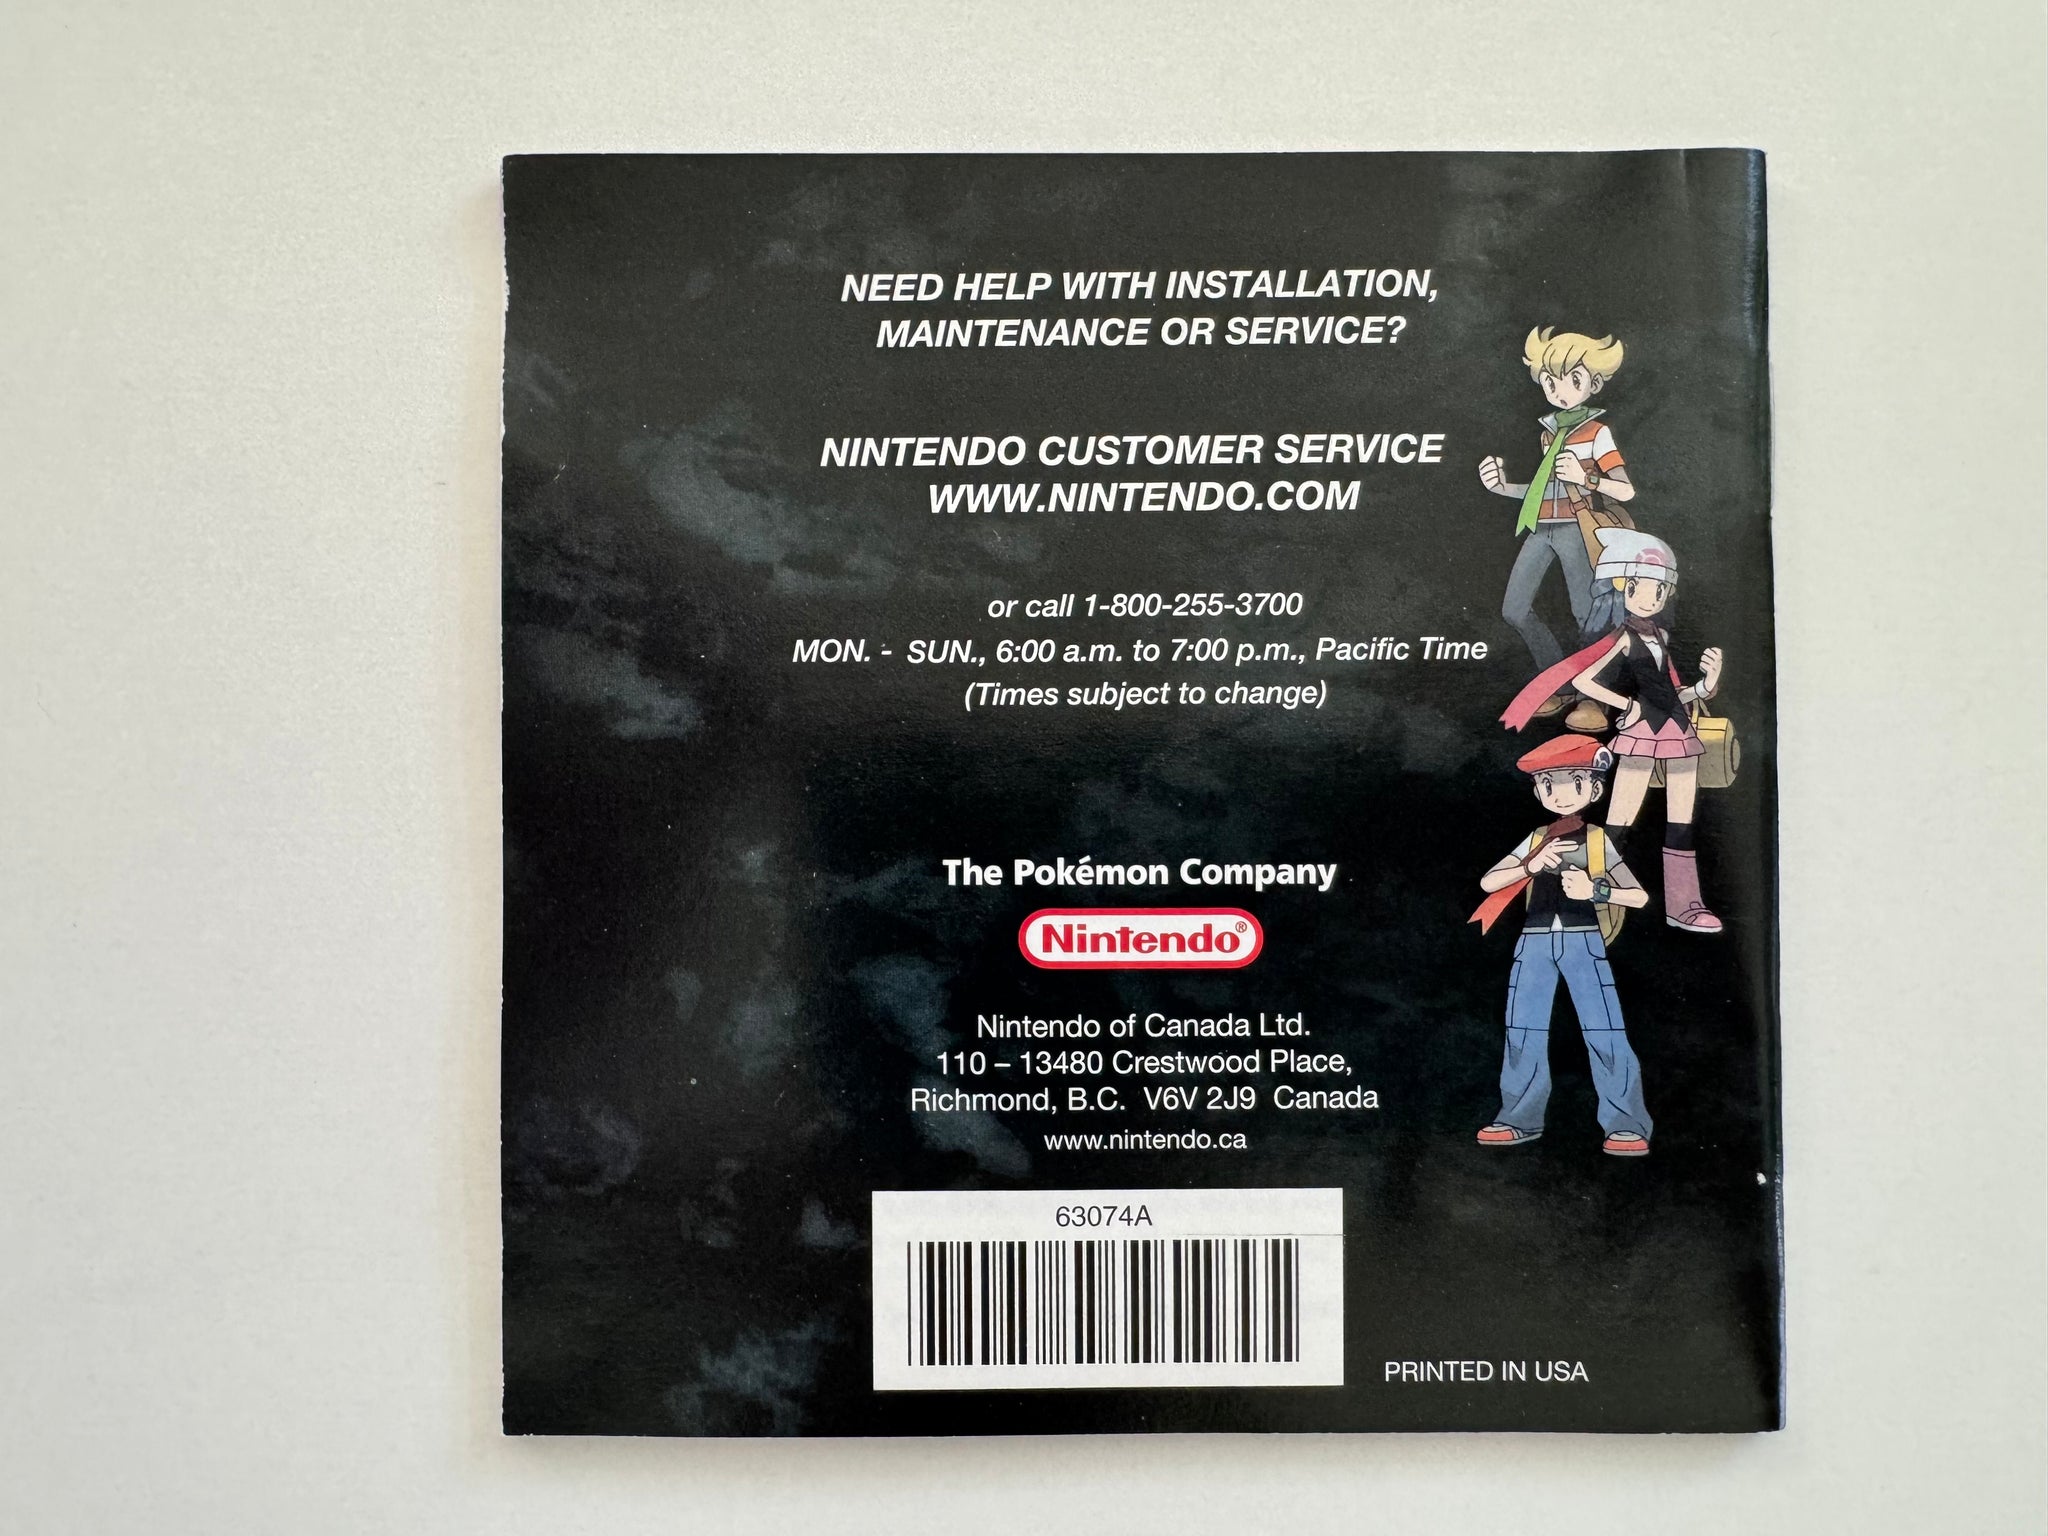 NEED HELP WITH INSTALLATION,
MAINTENANCE OR SERVICE?
NINTENDO CUSTOMER SERVICE
WWW.NINTENDO.COM
or call 1-800-255-3700
MON. - SUN., 6:00 a.m. to 7:00 p.m., Pacific Time
(Times subject to change)
The Pokémon Company
Nintendo®
Nintendo of Canada Ltd.
110 – 13480 Crestwood Place,
Richmond, B.C. V6V 2J9 Canada
www.nintendo.ca
63074A
PRINTED IN USA